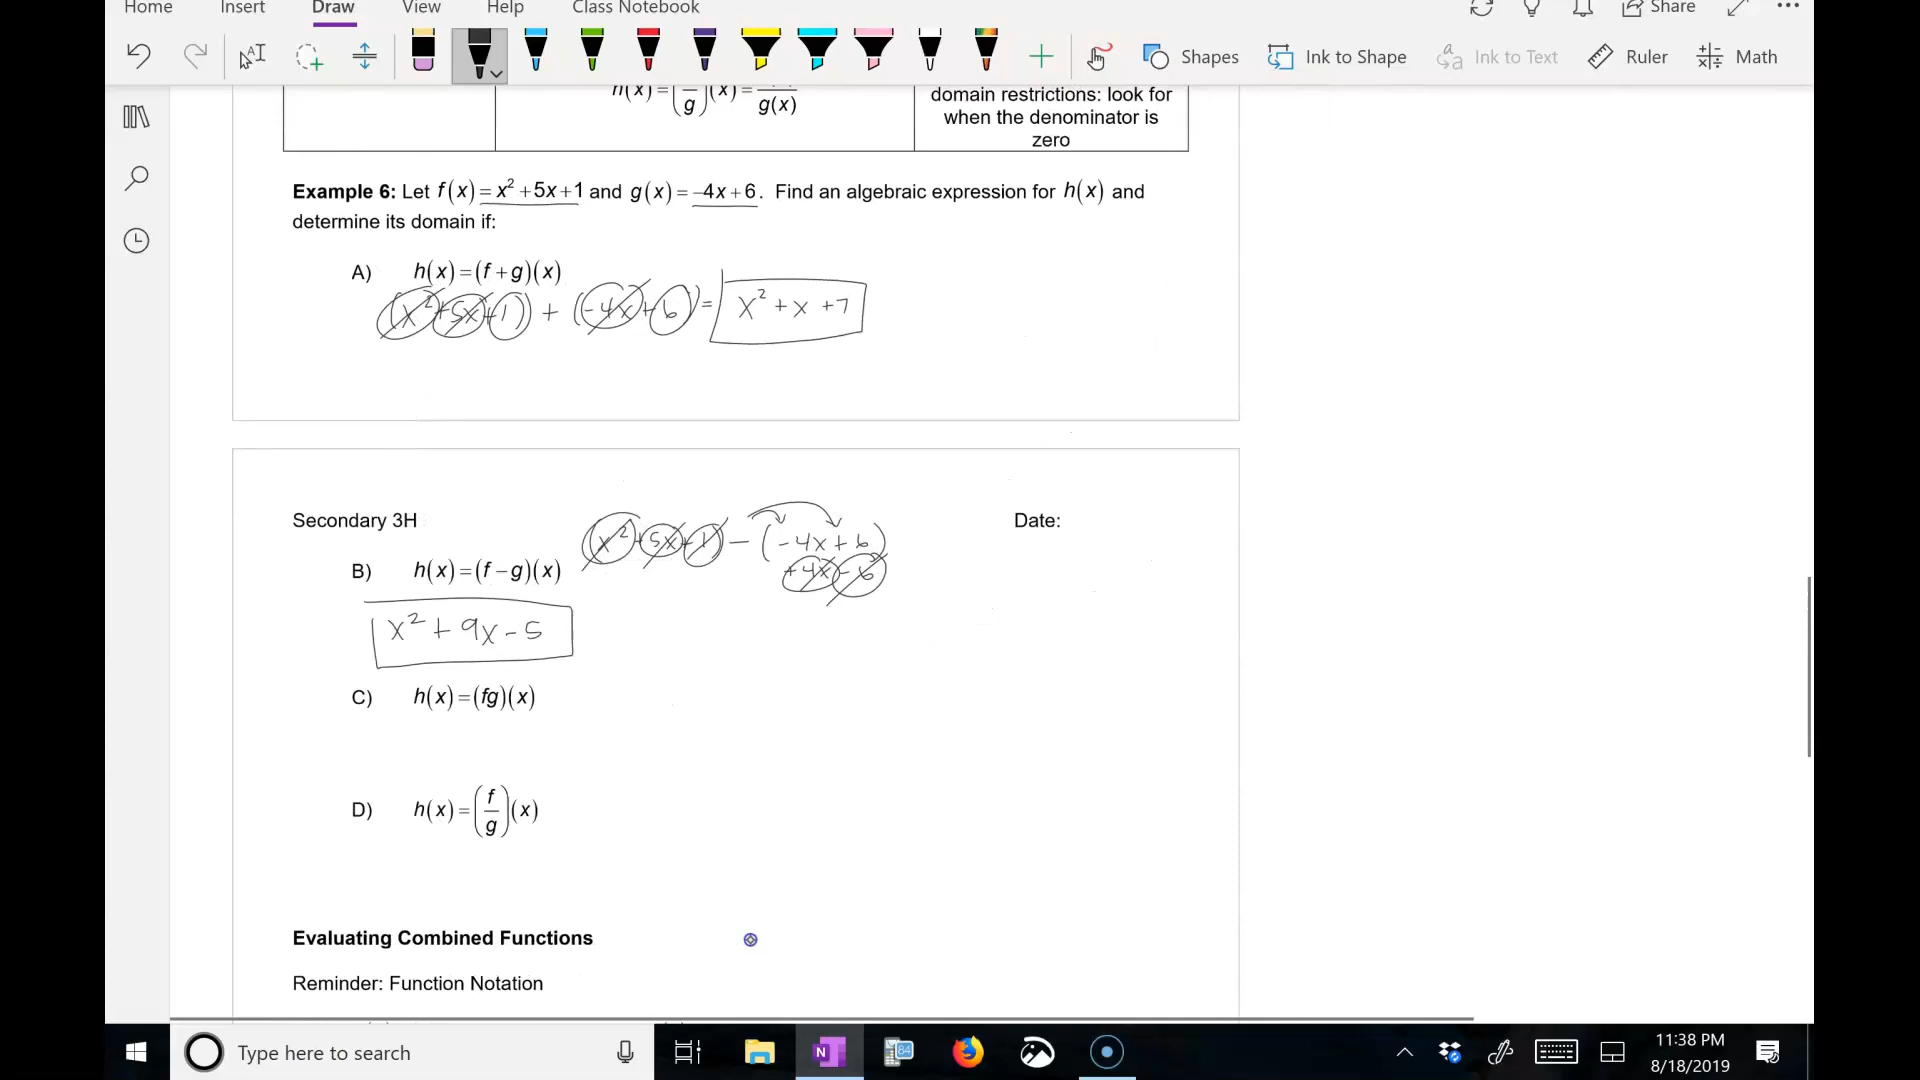 Home Insert Draw View Help Class Notebook Share
Shapes Ink to Shape Ink to Text Ruler Math
h(x)=(/g)(x)= /g(x)
domain restrictions: look for
when the denominator is
zero
Example 6: Let f(x)=x²+5x+1 and g(x)=-4x+6. Find an algebraic expression for h(x) and
determine its domain if:
A) h(x)=(f+g)(x)
(x²+5x+1) + (-4x+6) = x²+x+7
Secondary 3H
Date:
(x²+5x+1) - (-4x+6)
+4x-6
B) h(x)=(f-g)(x)
x²+9x-5
C) h(x)=(fg)(x)
D) h(x)=(f/g)(x)
Evaluating Combined Functions
Reminder: Function Notation
Type here to search
84
N
11:38 PM
8/18/2019